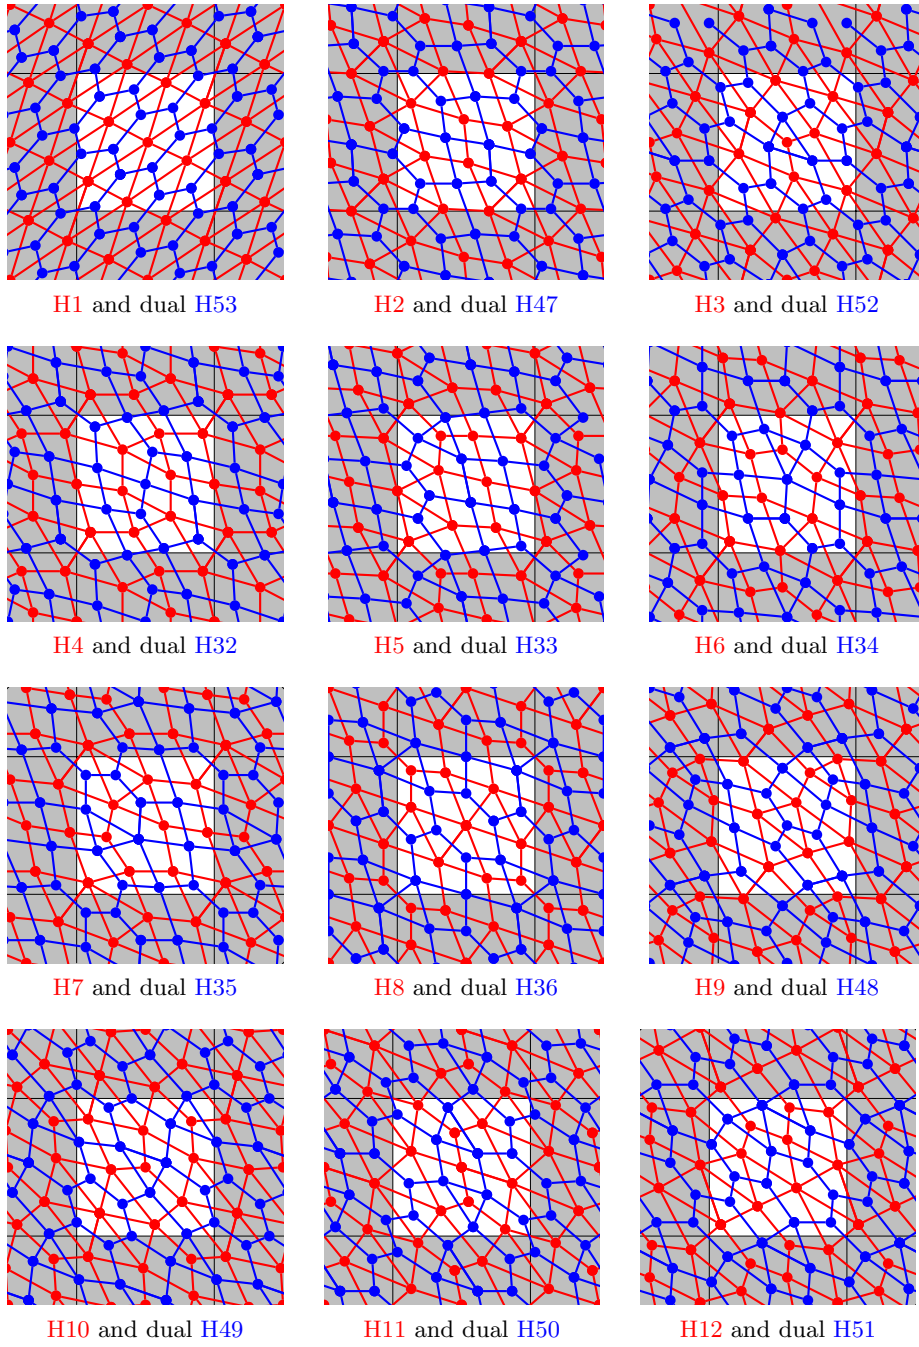 H1 and dual H53
H2 and dual H47
H3 and dual H52
H4 and dual H32
H5 and dual H33
H6 and dual H34
H7 and dual H35
H8 and dual H36
H9 and dual H48
H10 and dual H49
H11 and dual H50
H12 and dual H51